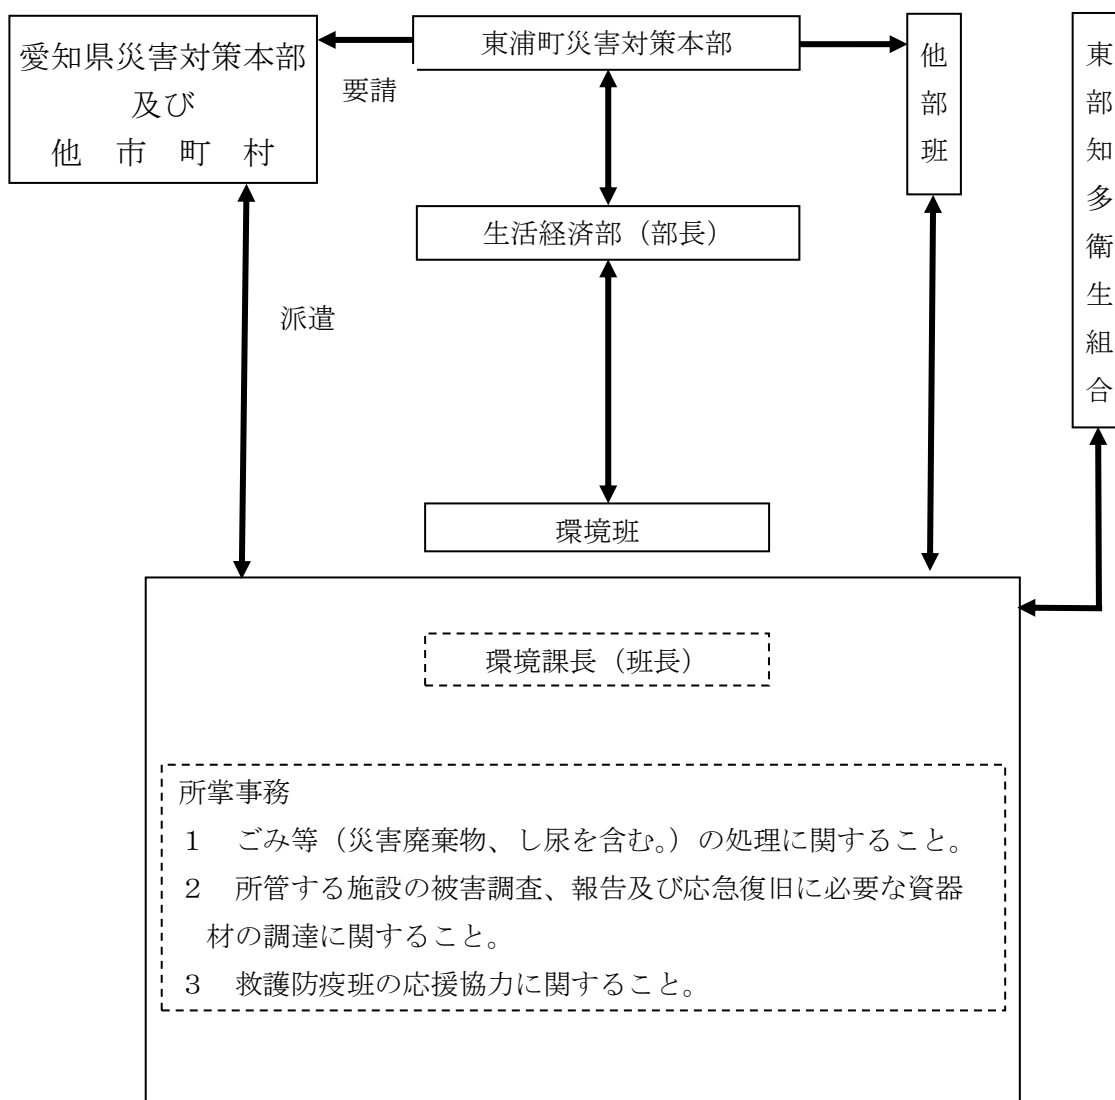 愛知県災害対策本部
及び
他　市　町　村
要請
東浦町災害対策本部
他部班
東部知多衛生組合
生活経済部（部長）
派遣
環境班
環境課長（班長）
所掌事務
１　ごみ等（災害廃棄物、し尿を含む。）の処理に関すること。
２　所管する施設の被害調査、報告及び応急復旧に必要な資器
材の調達に関すること。
３　救護防疫班の応援協力に関すること。